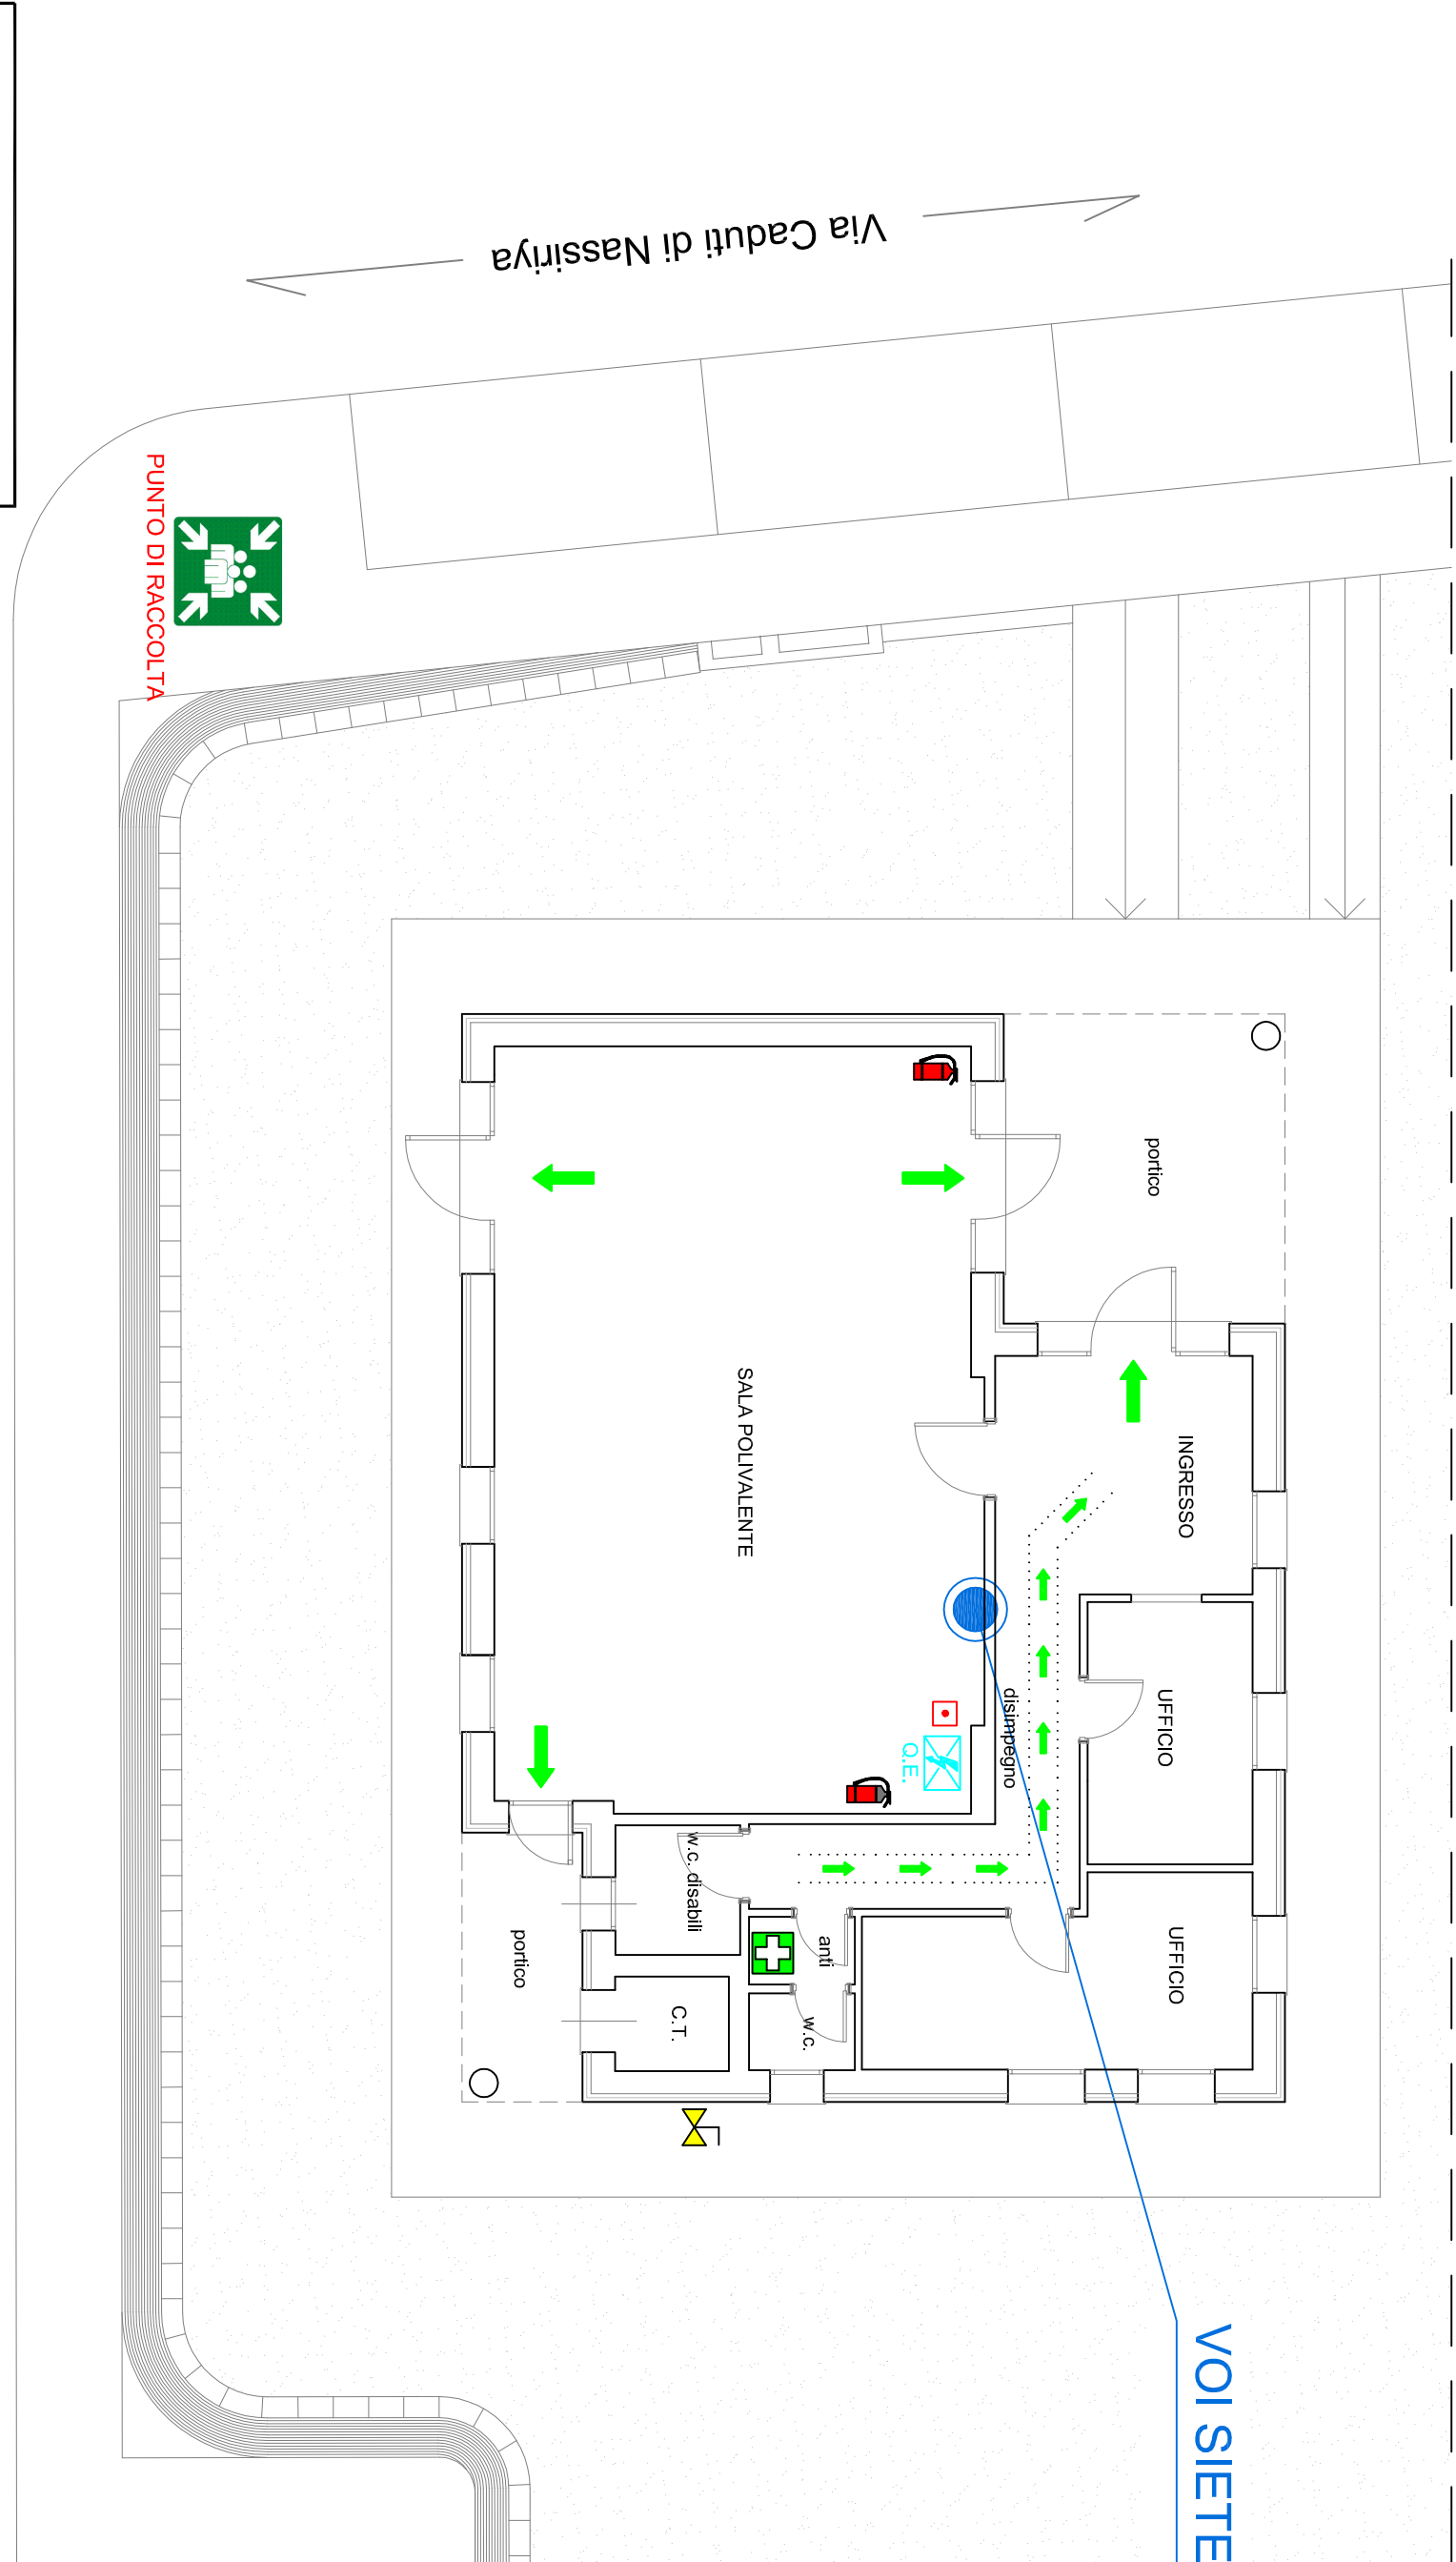 Via Caduti di Nassiriya
PUNTO DI RACCOLTA
portico
INGRESSO
SALA POLIVALENTE
disimpegno
UFFICIO
Q.E.
w.c. disabili
anti
UFFICIO
portico
C.T.
w.c.
VOI SIETE